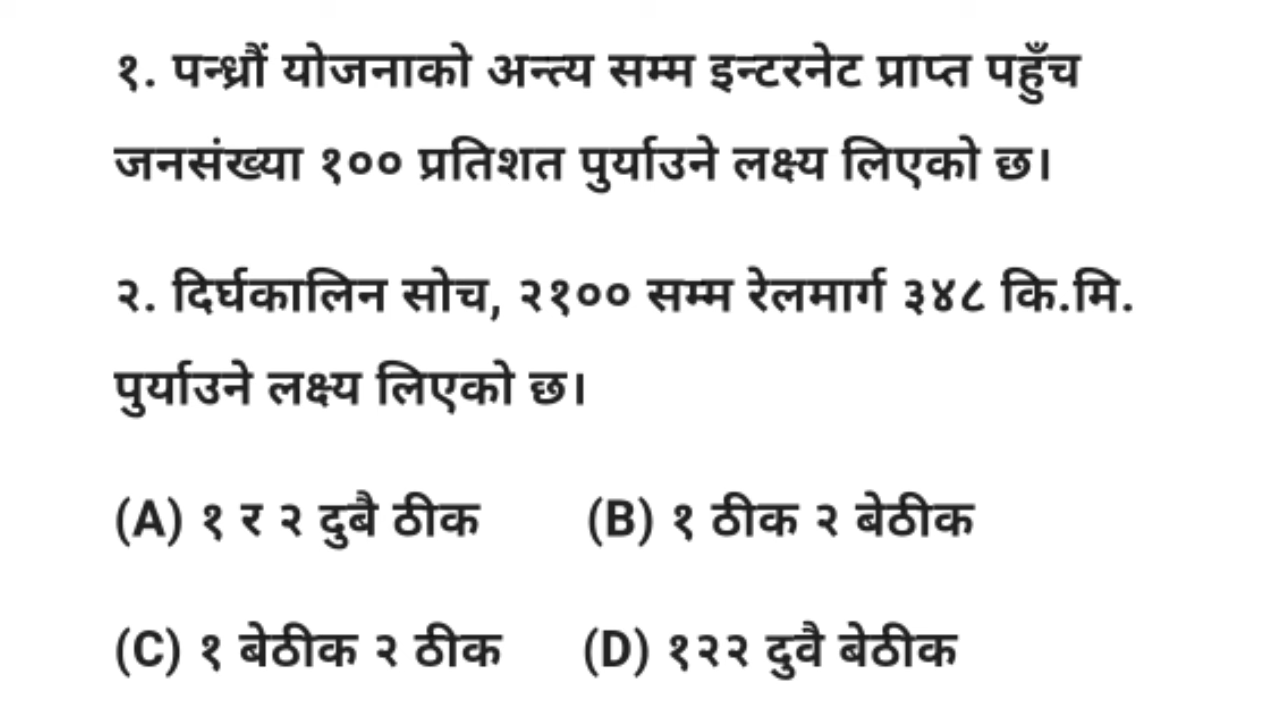 १. पन्ध्रौं योजनाको अन्त्य सम्म इन्टरनेट प्राप्त पहुँच
जनसंख्या १०० प्रतिशत पुर्याउने लक्ष्य लिएको छ।
२. दिर्घकालिन सोच, २१०० सम्म रेलमार्ग ३४८ कि.मि.
पुर्याउने लक्ष्य लिएको छ।
(A) १ र २ दुबै ठीक (B) १ ठीक २ बेठीक
(C) १ बेठीक २ ठीक (D) १२२ दुवै बेठीक